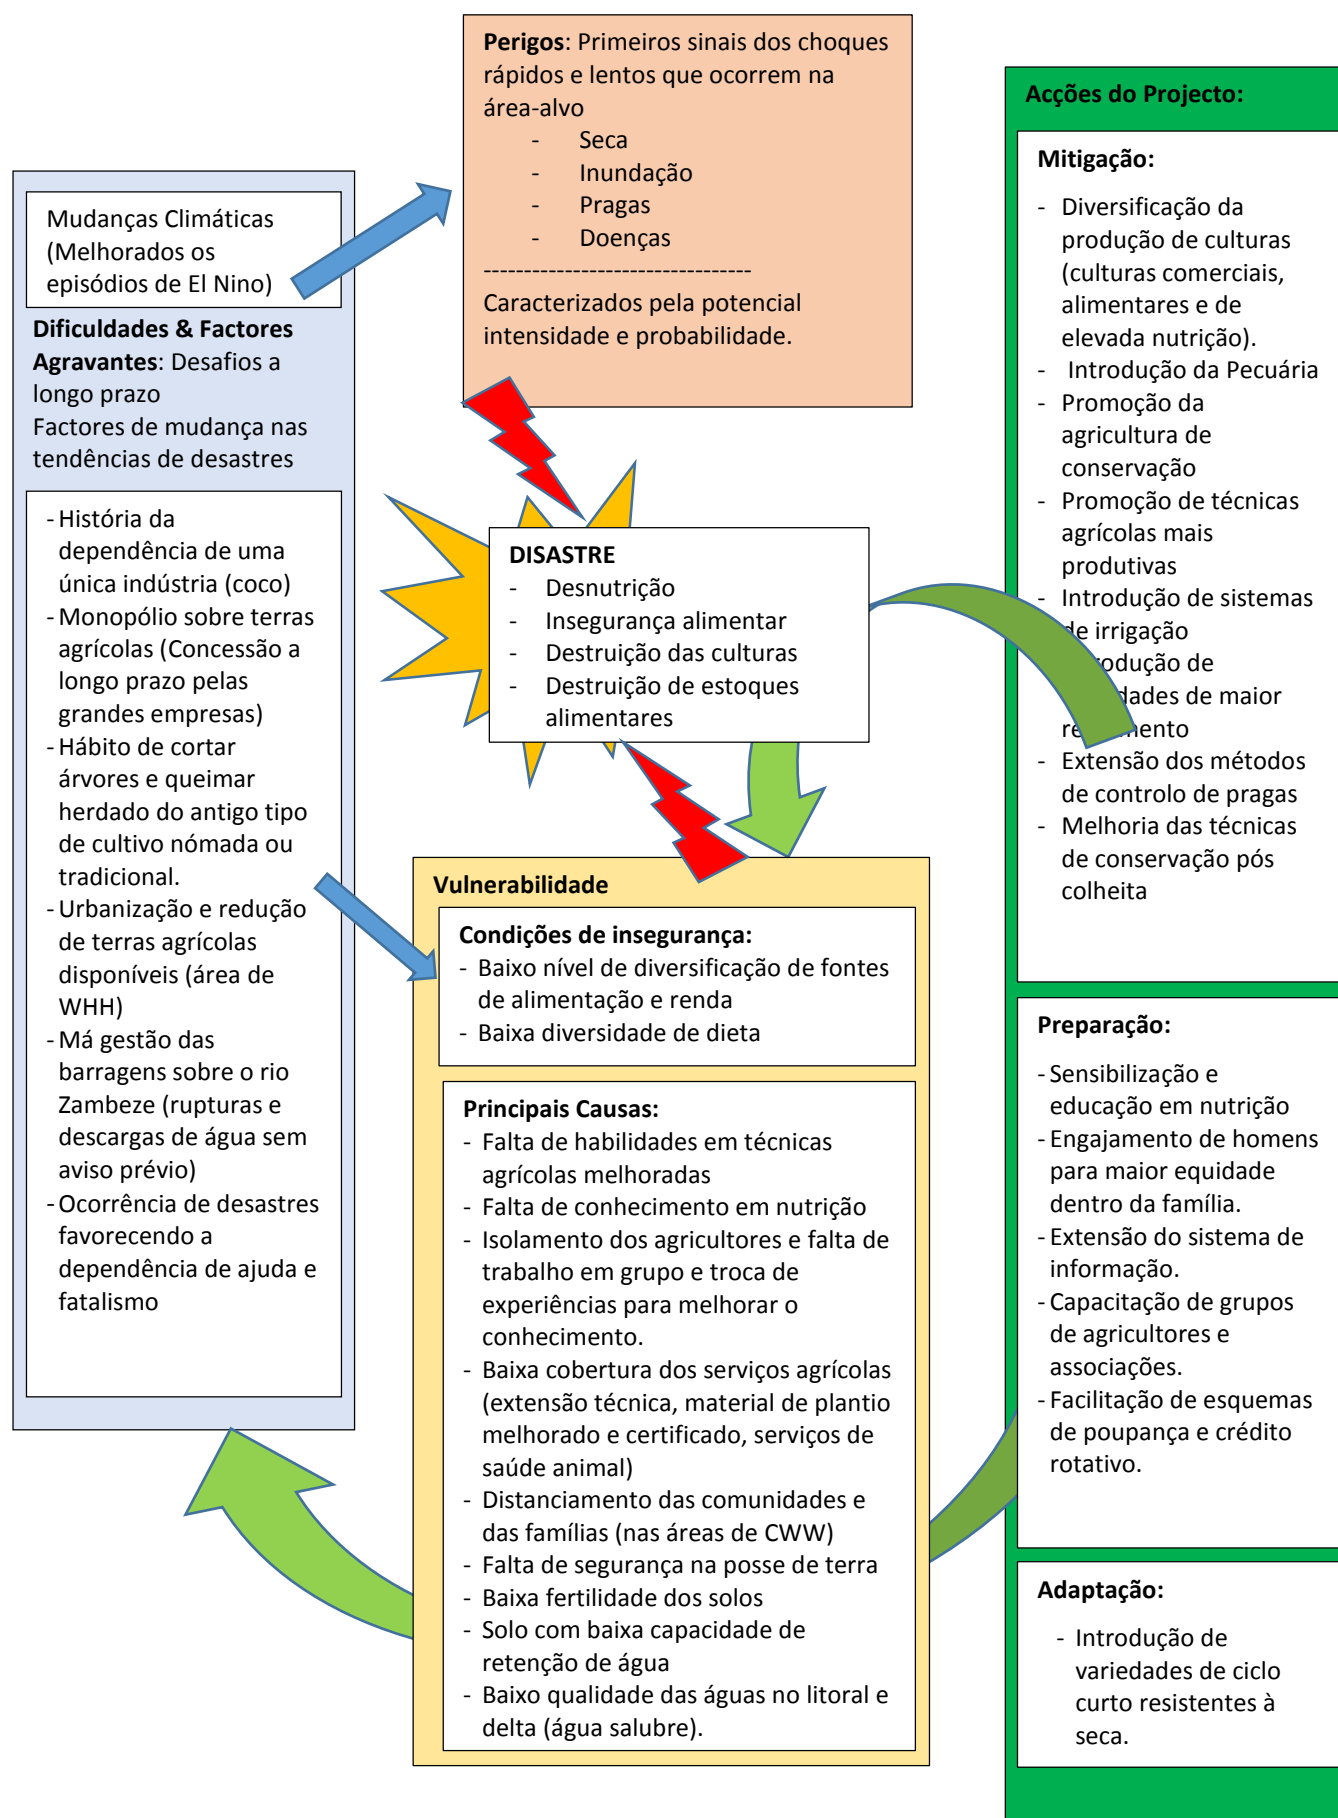 Perigos: Primeiros sinais dos choques
rápidos e lentos que ocorrem na
área-alvo
- Seca
- Inundação
- Pragas
- Doenças
---------------------------------
Caracterizados pela potencial
intensidade e probabilidade.
Mudanças Climáticas
(Melhorados os
episódios de El Nino)
Dificuldades & Factores
Agravantes: Desafios a
longo prazo
Factores de mudança nas
tendências de desastres
- História da
dependência de uma
única indústria (coco)
- Monopólio sobre terras
agrícolas (Concessão a
longo prazo pelas
grandes empresas)
- Hábito de cortar
árvores e queimar
herdado do antigo tipo
de cultivo nómada ou
tradicional.
- Urbanização e redução
de terras agrícolas
disponíveis (área de
WHH)
- Má gestão das
barragens sobre o rio
Zambeze (rupturas e
descargas de água sem
aviso prévio)
- Ocorrência de desastres
favorecendo a
dependência de ajuda e
fatalismo
DISASTRE
- Desnutrição
- Insegurança alimentar
- Destruição das culturas
- Destruição de estoques
alimentares
Vulnerabilidade
Condições de insegurança:
- Baixo nível de diversificação de fontes
de alimentação e renda
- Baixa diversidade de dieta
Principais Causas:
- Falta de habilidades em técnicas
agrícolas melhoradas
- Falta de conhecimento em nutrição
- Isolamento dos agricultores e falta de
trabalho em grupo e troca de
experiências para melhorar o
conhecimento.
- Baixa cobertura dos serviços agrícolas
(extensão técnica, material de plantio
melhorado e certificado, serviços de
saúde animal)
- Distanciamento das comunidades e
das famílias (nas áreas de CWW)
- Falta de segurança na posse de terra
- Baixa fertilidade dos solos
- Solo com baixa capacidade de
retenção de água
- Baixo qualidade das águas no litoral e
delta (água salubre).
Acções do Projecto:
Mitigação:
- Diversificação da
produção de culturas
(culturas comerciais,
alimentares e de
elevada nutrição).
- Introdução da Pecuária
- Promoção da
agricultura de
conservação
- Promoção de técnicas
agrícolas mais
produtivas
- Introdução de sistemas
de irrigação
de
de maior
- Extensão dos métodos
de controlo de pragas
- Melhoria das técnicas
de conservação pós
colheita
Preparação:
- Sensibilização e
educação em nutrição
- Engajamento de homens
para maior equidade
dentro da família.
- Extensão do sistema de
informação.
- Capacitação de grupos
de agricultores e
associações.
- Facilitação de esquemas
de poupança e crédito
rotativo.
Adaptação:
- Introdução de
variedades de ciclo
curto resistentes à
seca.